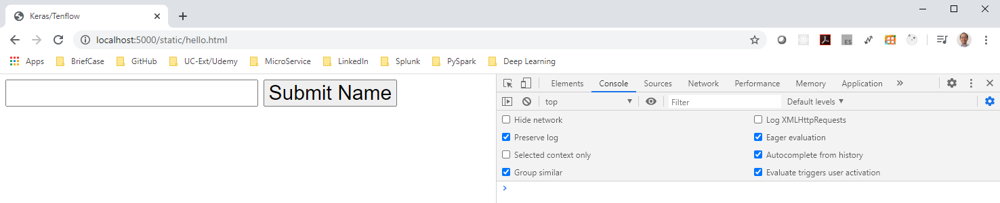 Keras/Tenflow
localhost:5000/static/hello.html
ES
Apps BriefCase GitHub UC-Ext/Udemy MicroService LinkedIn Splunk PySpark Deep Learning
Submit Name
Elements Console Sources Network Performance Memory Application
top Filter Default levels
Hide network Log XMLHttpRequests
Preserve log Eager evaluation
Selected context only Autocomplete from history
Group similar Evaluate triggers user activation